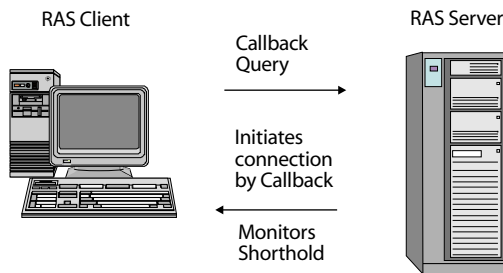 RAS Client
RAS Server
Callback
Query
Initiates
connection
by Callback
Monitors
Shorthold